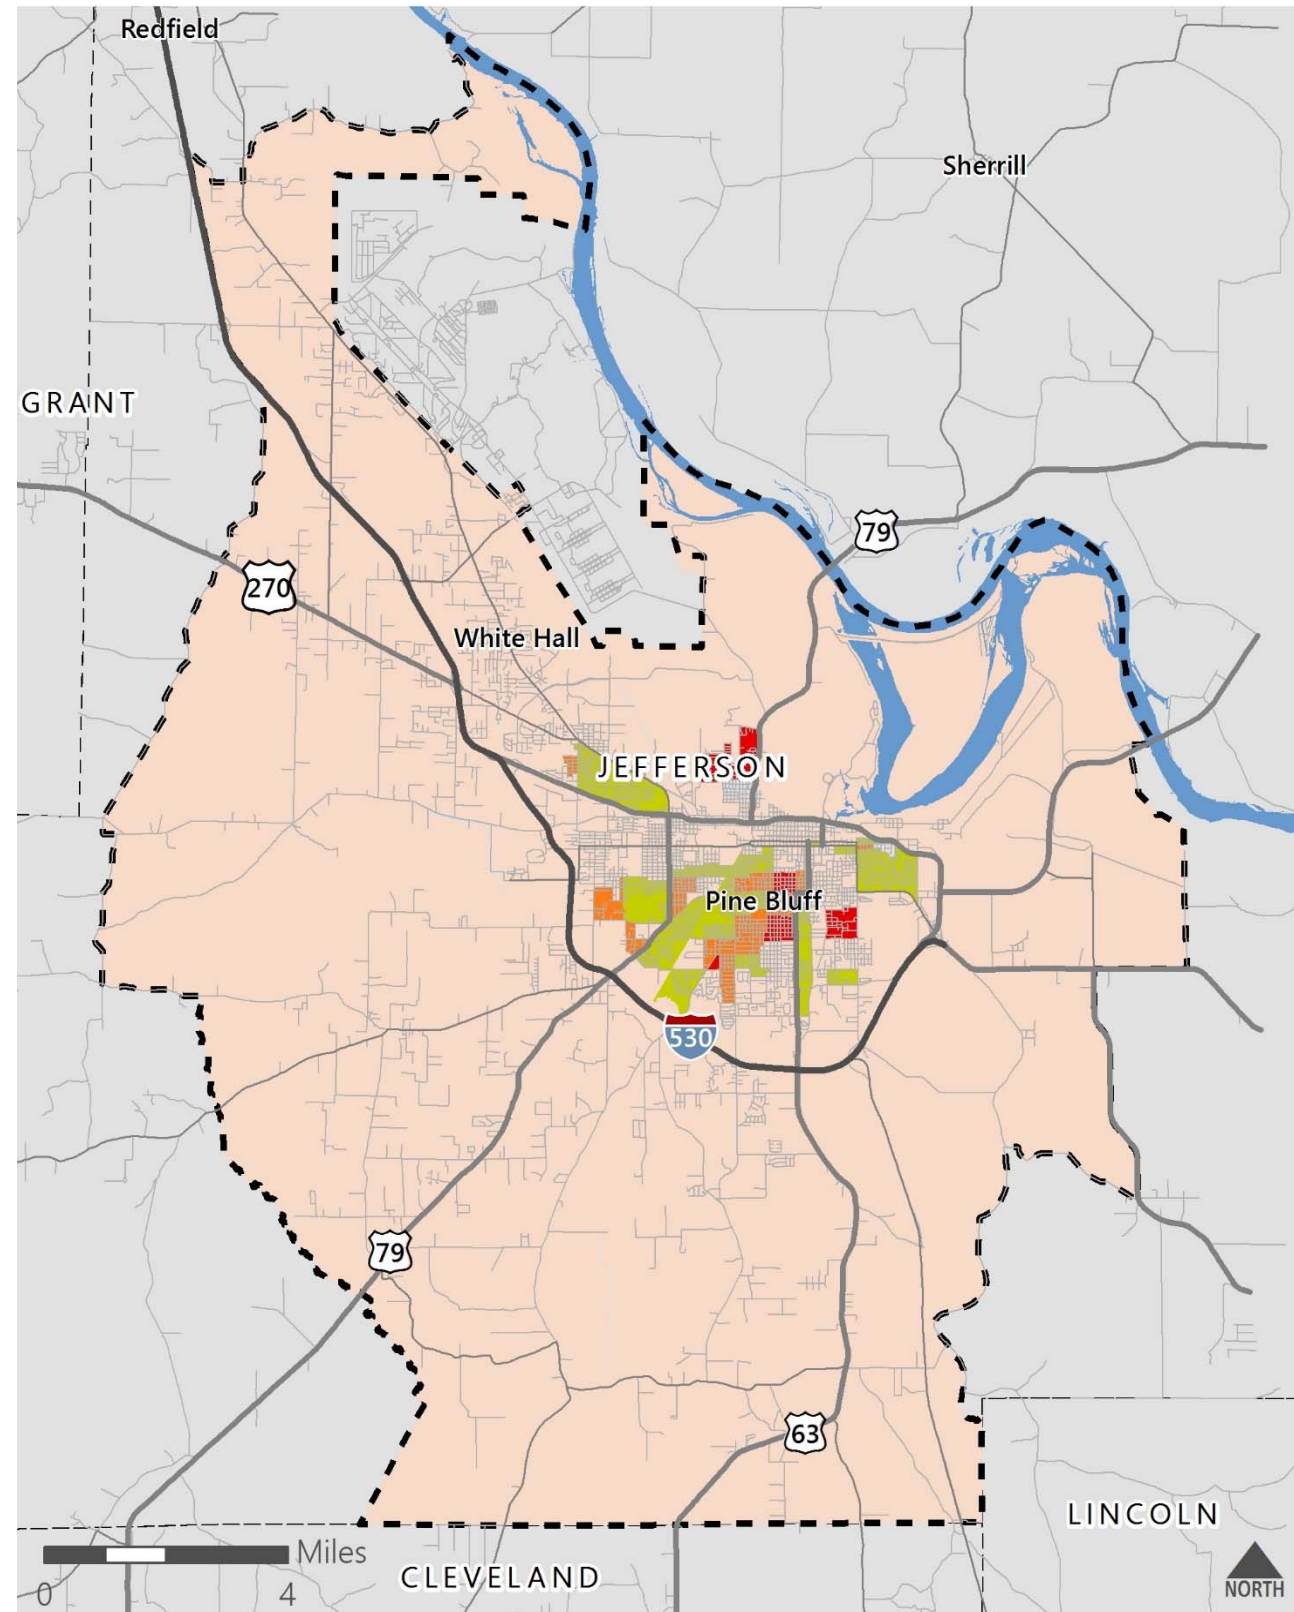 Redfield
Sherrill
GRANT
79
270
White Hall
JEFFERSON
Pine Bluff
530
79
63
LINCOLN
Miles
CLEVELAND
0
4
NORTH